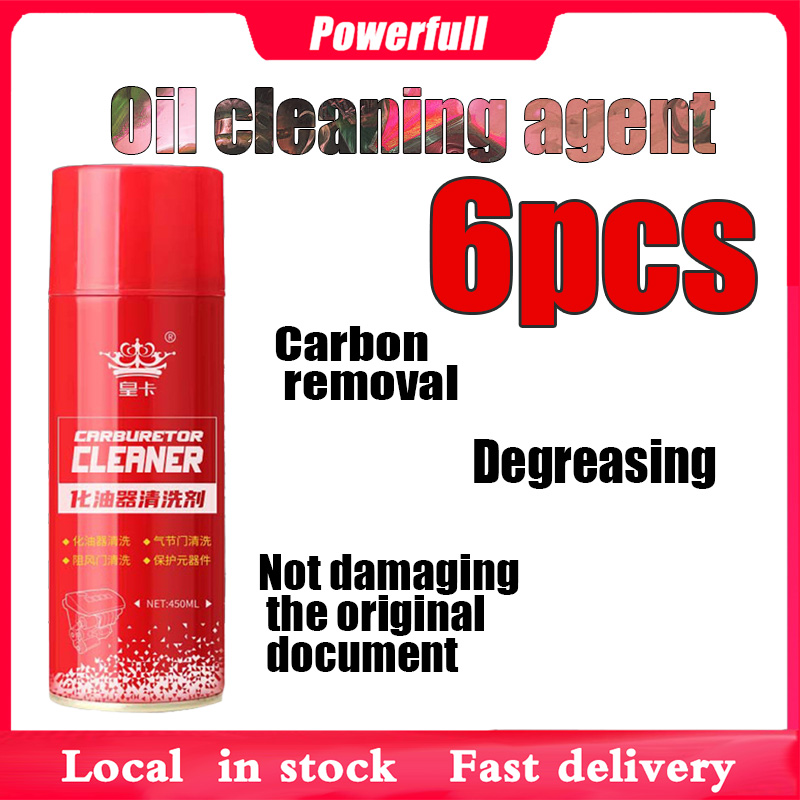 Powerfull
Oil cleaning agent
6pcs
®
皇卡
CARBURETOR
CLEANER
化油器清洗剂
化油器清洗 气节门清洗
阻风门清洗 保护元器件
NET:450ML
Carbon
removal
Degreasing
Not damaging
the original
document
Local in stock Fast delivery